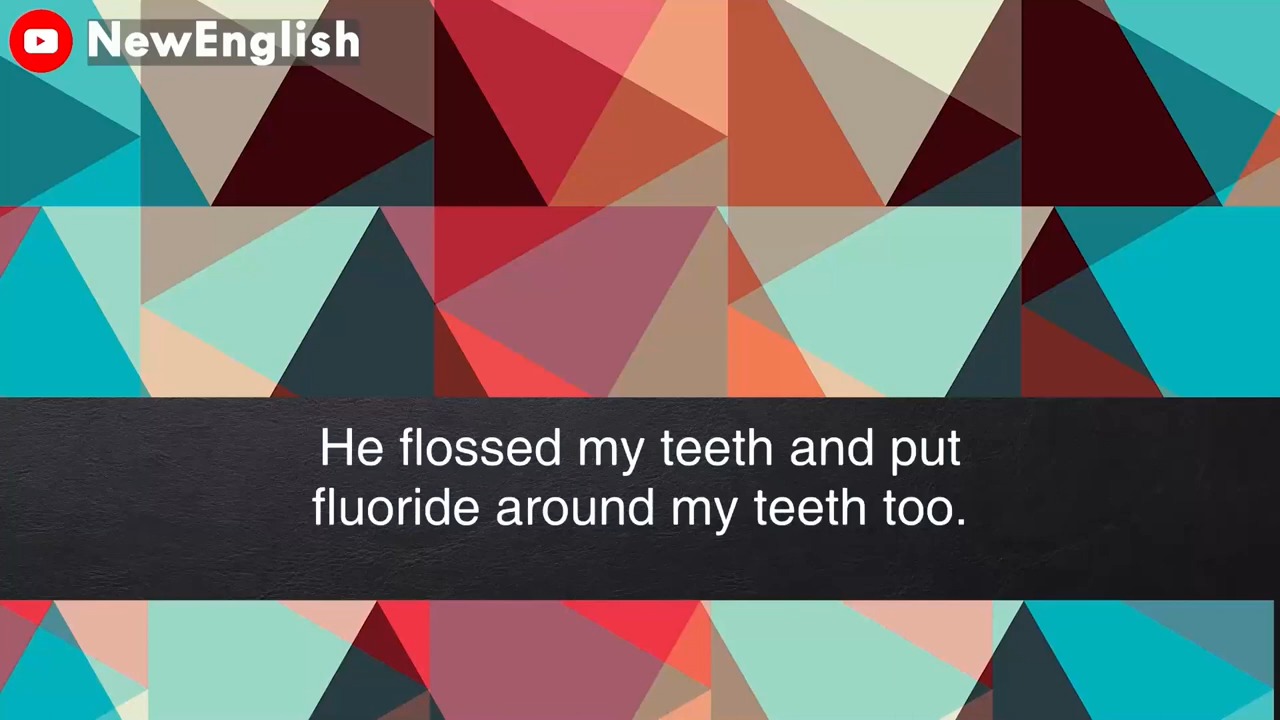 NewEnglish
He flossed my teeth and put
fluoride around my teeth too.